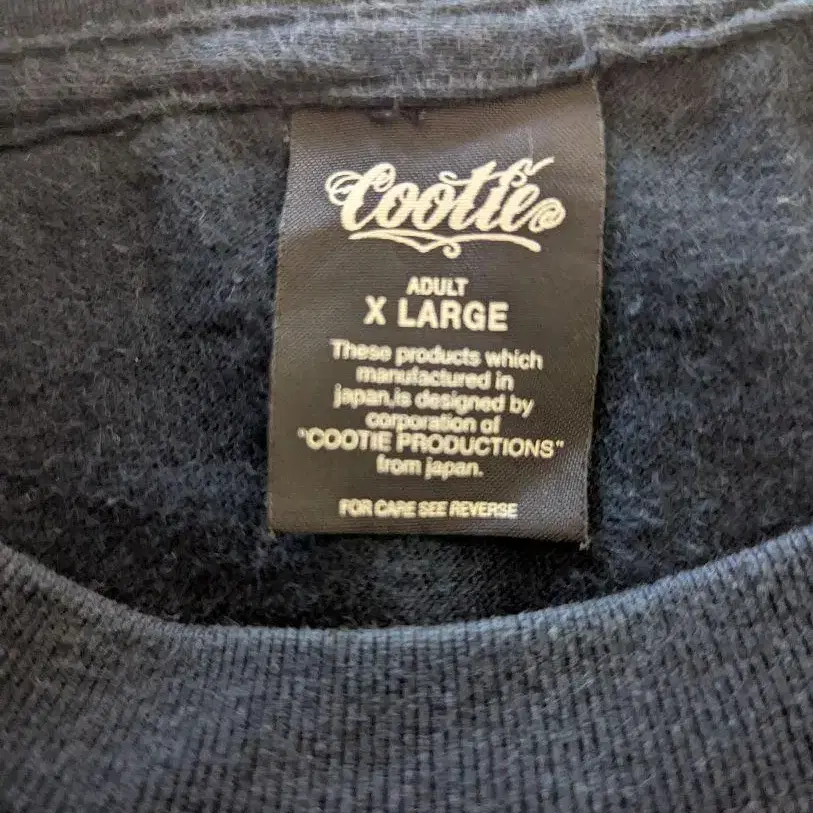 Cootie
ADULT
X LARGE
These products which
manufactured in
japan,is designed by
corporation of
"COOTIE PRODUCTIONS"
from japan.
FOR CARE SEE REVERSE